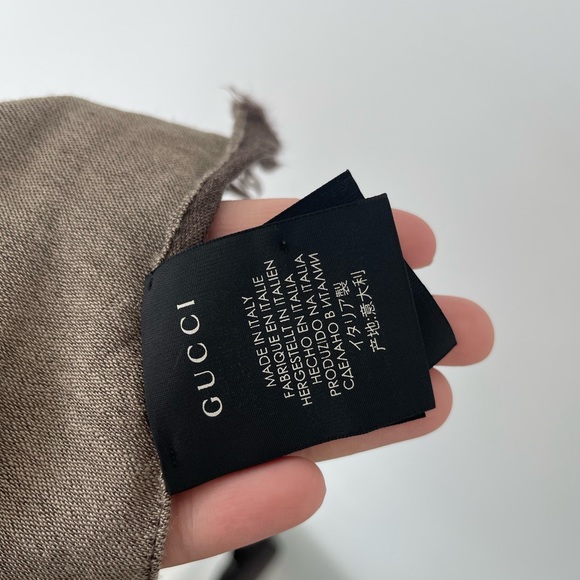 GUCCI
MADE IN ITALY
FABRIQUE EN ITALIE
FABBRICATO IN ITALIEN
HERGESTELLT IN ITALIA
HECHO EN ITALIA
PRODUZIDO NA ITALIA
СДЕЛАНО В ИТАЛИИ
イタリア製
产地:意大利